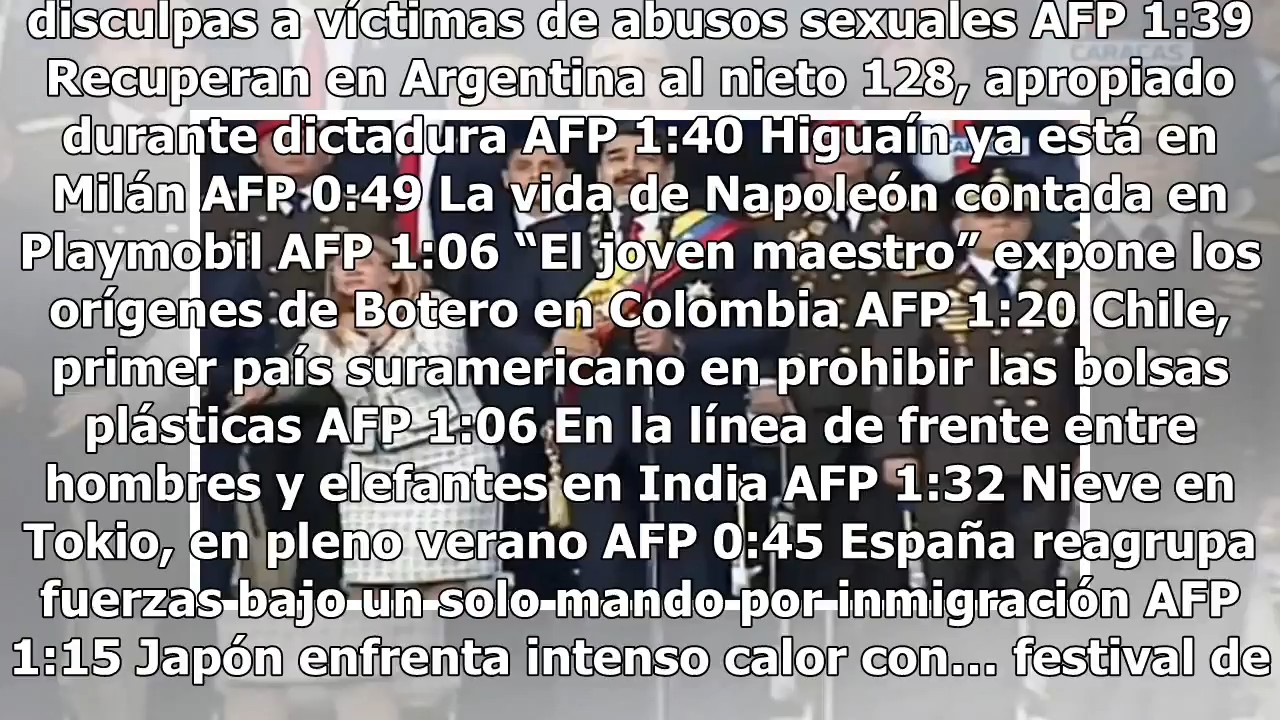 disculpas a víctimas de abusos sexuales AFP 1:39
Recuperan en Argentina al nieto 128, apropiado
durante dictadura AFP 1:40 Higuaín ya está en
Milán AFP 0:49 La vida de Napoleón contada en
Playmobil AFP 1:06 “El joven maestro” expone los
orígenes de Botero en Colombia AFP 1:20 Chile,
primer país suramericano en prohibir las bolsas
plásticas AFP 1:06 En la línea de frente entre
hombres y elefantes en India AFP 1:32 Nieve en
Tokio, en pleno verano AFP 0:45 España reagrupa
fuerzas bajo un solo mando por inmigración AFP
1:15 Japón enfrenta intenso calor con... festival de
CARACAS